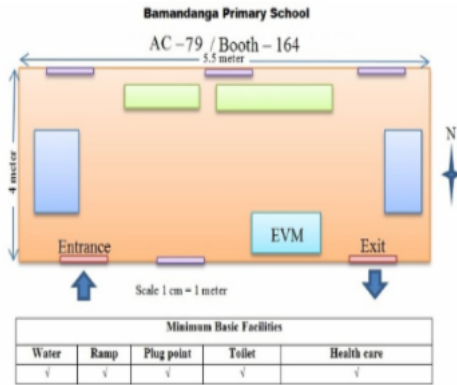 Bamandanga Primary School
AC – 79 / Booth – 164
5.5 meter
4 meter
N
EVM
Entrance
Exit
Scale 1 cm = 1 meter
Minimum Basic Facilities
Water Ramp Plug point Toilet Health care
√ √ √ √ √